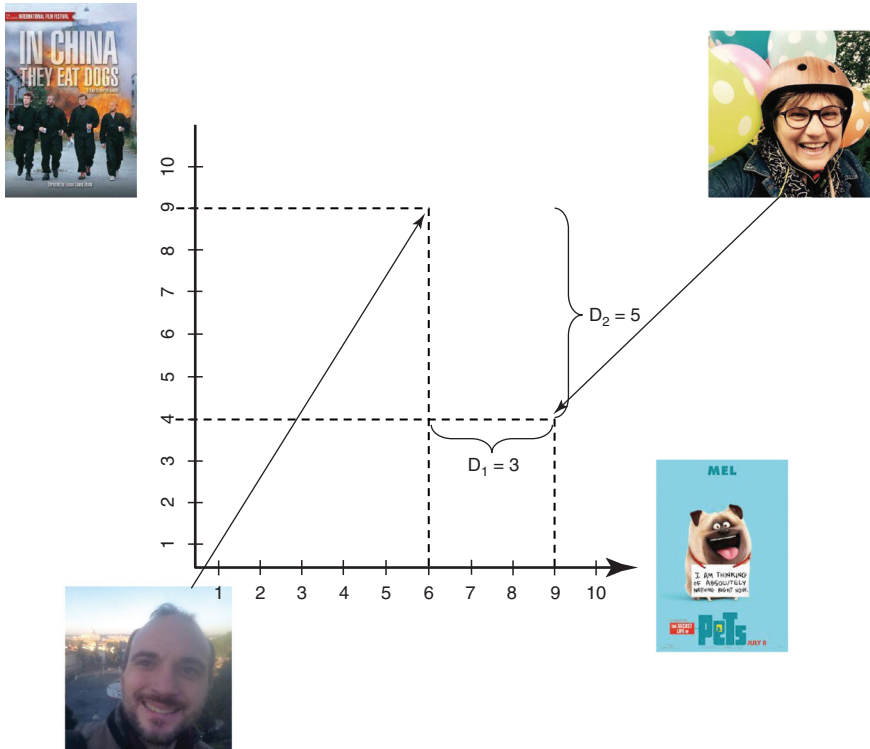 INTERNATIONAL FILM FESTIVAL
IN CHINA
THEY EAT DOGS
10
9
8
7
6
5
4
3
2
1
D2 = 5
D1 = 3
1 2 3 4 5 6 7 8 9 10
MEL
I AM THINKING
OF ABSOLUTELY
NOTHING RIGHT NOW.
THE SECRET
LIFE OF
PETS
JULY 8